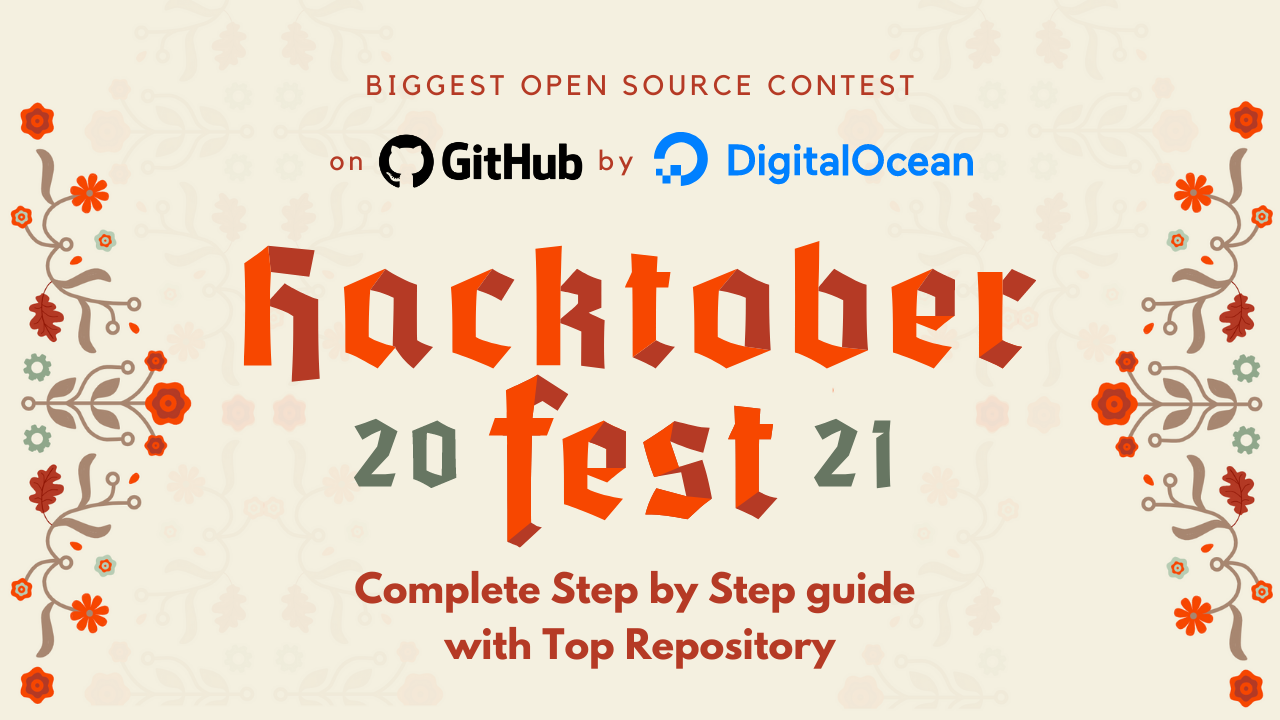 BIGGEST OPEN SOURCE CONTEST
on GitHub by DigitalOcean
hacktober
20 fest 21
Complete Step by Step guide
with Top Repository